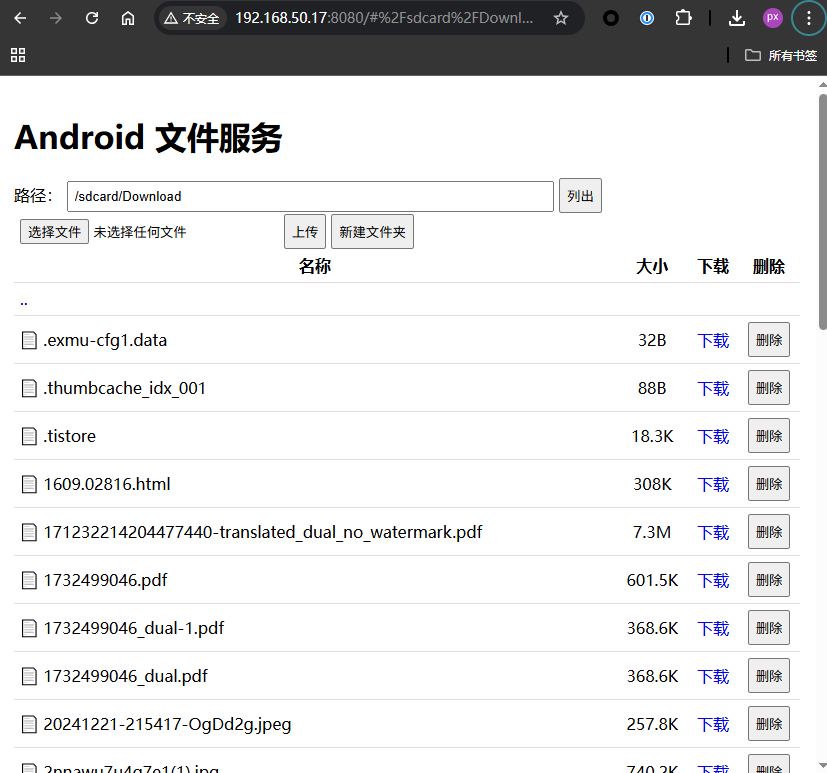 不安全 192.168.50.17:8080/#%2Fsdcard%2FDownl... px
所有书签
Android 文件服务
路径： /sdcard/Download 列出
选择文件 未选择任何文件 上传 新建文件夹
名称 大小 下载 删除
..
.exmu-cfg1.data 32B 下载 删除
.thumbcache_idx_001 88B 下载 删除
.tistore 18.3K 下载 删除
1609.02816.html 308K 下载 删除
171232214204477440-translated_dual_no_watermark.pdf 7.3M 下载 删除
1732499046.pdf 601.5K 下载 删除
1732499046_dual-1.pdf 368.6K 下载 删除
1732499046_dual.pdf 368.6K 下载 删除
20241221-215417-OgDd2g.jpeg 257.8K 下载 删除
740.2K 下载 删除